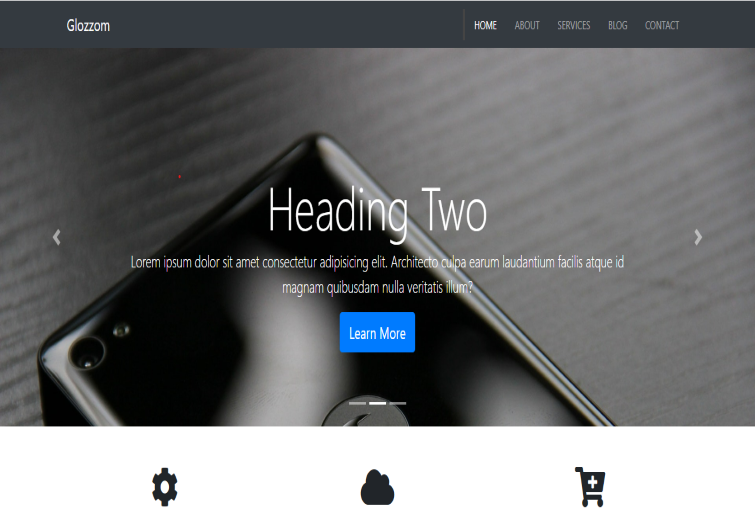 Glozzom
HOME ABOUT SERVICES BLOG CONTACT
Heading Two
Lorem ipsum dolor sit amet consectetur adipisicing elit. Architecto culpa earum laudantium facilis atque id
magnam quibusdam nulla veritatis illum?
Learn More